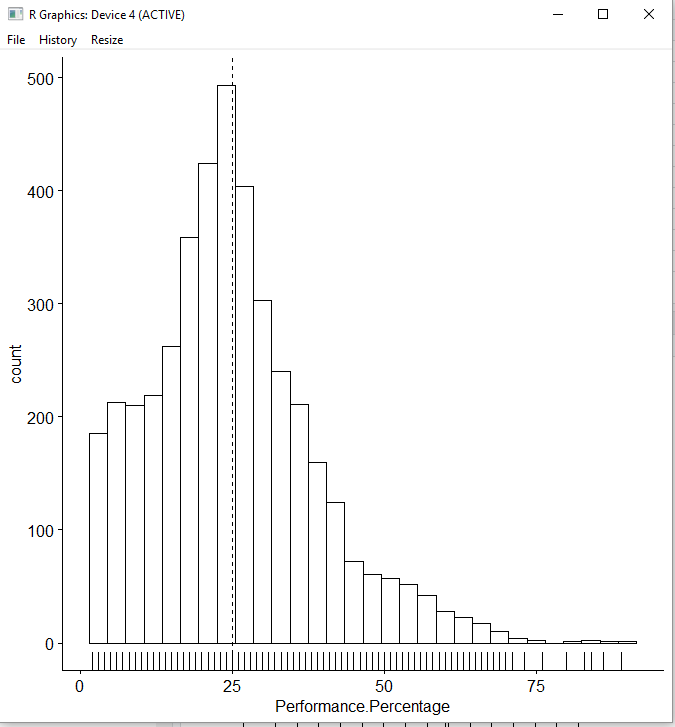 R Graphics: Device 4 (ACTIVE)
File History Resize
500
400
300
200
100
0
count
0 25 50 75
Performance.Percentage